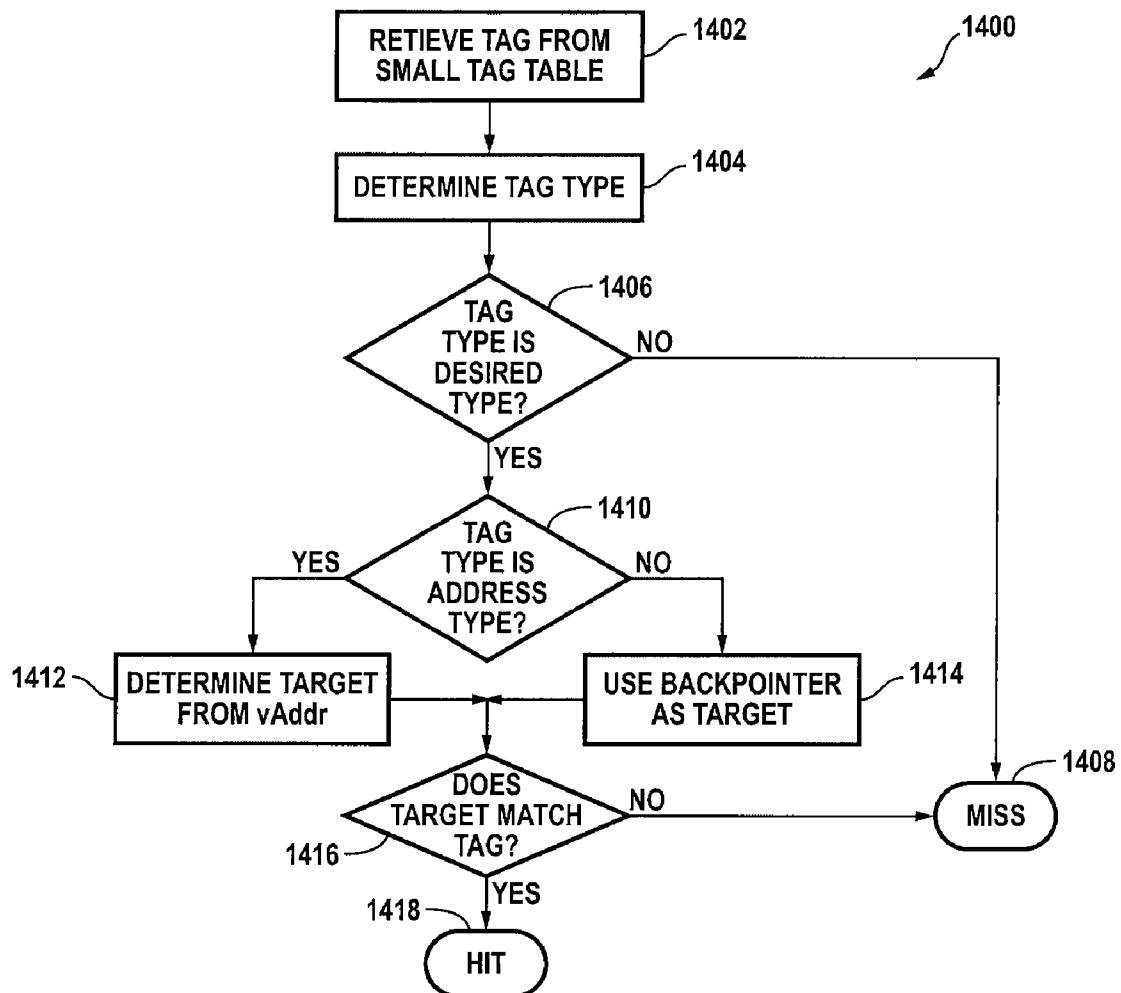 RETIEVE TAG FROM
SMALL TAG TABLE
1402
1400
DETERMINE TAG TYPE
1404
TAG
TYPE IS
DESIRED
TYPE?
1406
NO
YES
TAG
TYPE IS
ADDRESS
TYPE?
1410
YES
NO
1412
DETERMINE TARGET
FROM vAddr
USE BACKPOINTER
AS TARGET
1414
DOES
TARGET MATCH
TAG?
1416
NO
1408
MISS
YES
1418
HIT